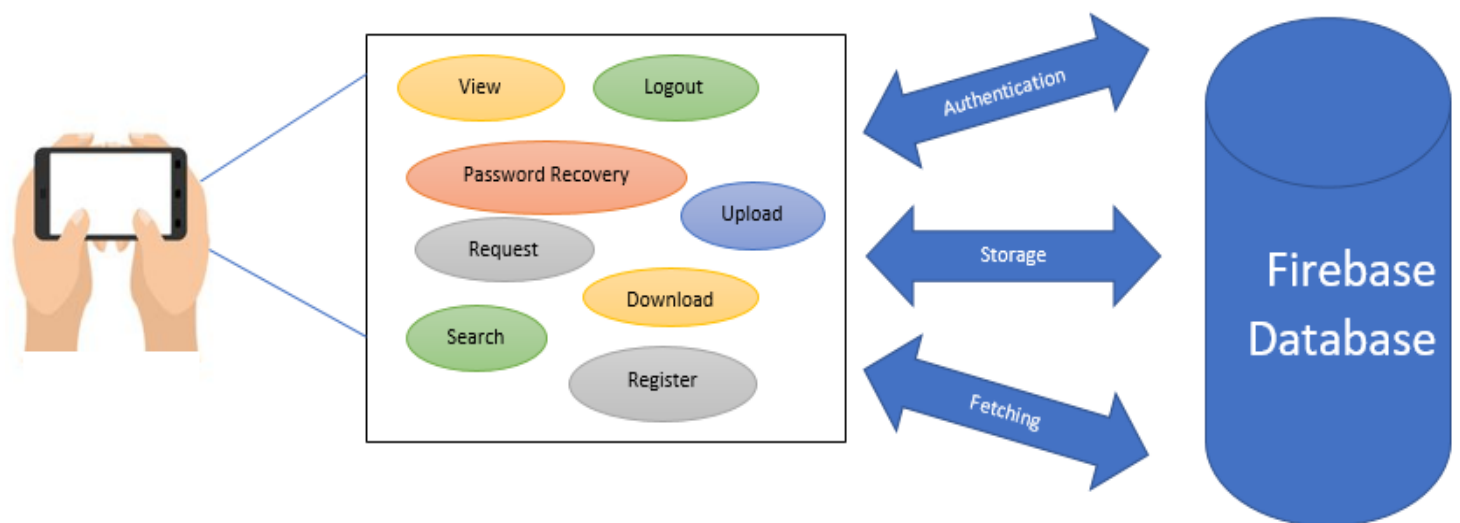 View
Logout
Authentication
Password Recovery
Upload
Request
Storage
Download
Search
Register
Fetching
Firebase
Database